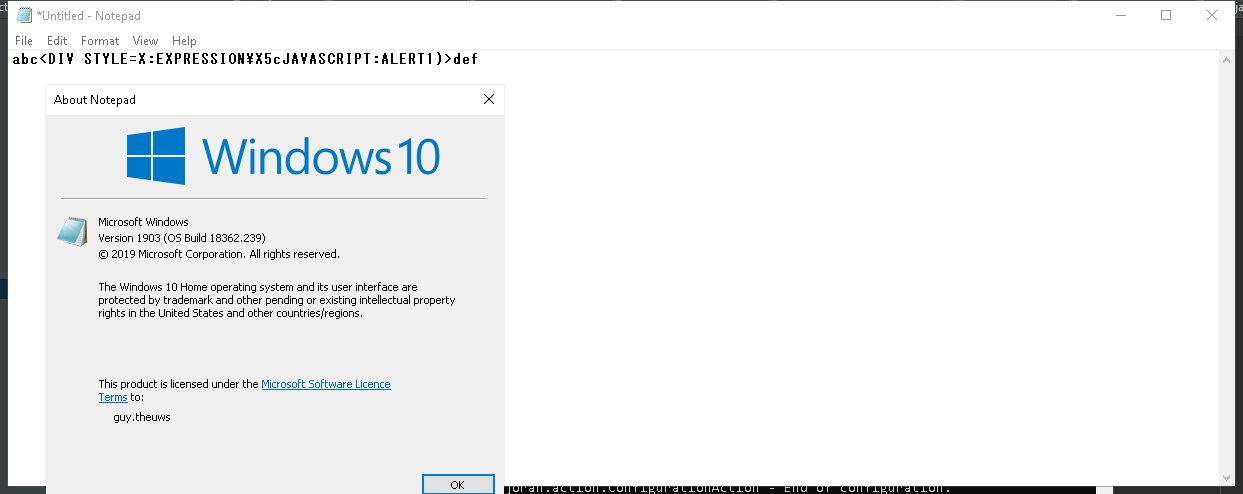 *Untitled - Notepad
File Edit Format View Help
abc<DIV STYLE=X:EXPRESSION¥X5cJAVASCRIPT:ALERT1)>def
About Notepad
Windows 10
Microsoft Windows
Version 1903 (OS Build 18362.239)
© 2019 Microsoft Corporation. All rights reserved.
The Windows 10 Home operating system and its user interface are
protected by trademark and other pending or existing intellectual property
rights in the United States and other countries/regions.
This product is licensed under the Microsoft Software Licence
Terms to:
guy.theuws
OK
joran.action.ConfigurationAction - End of configuration.